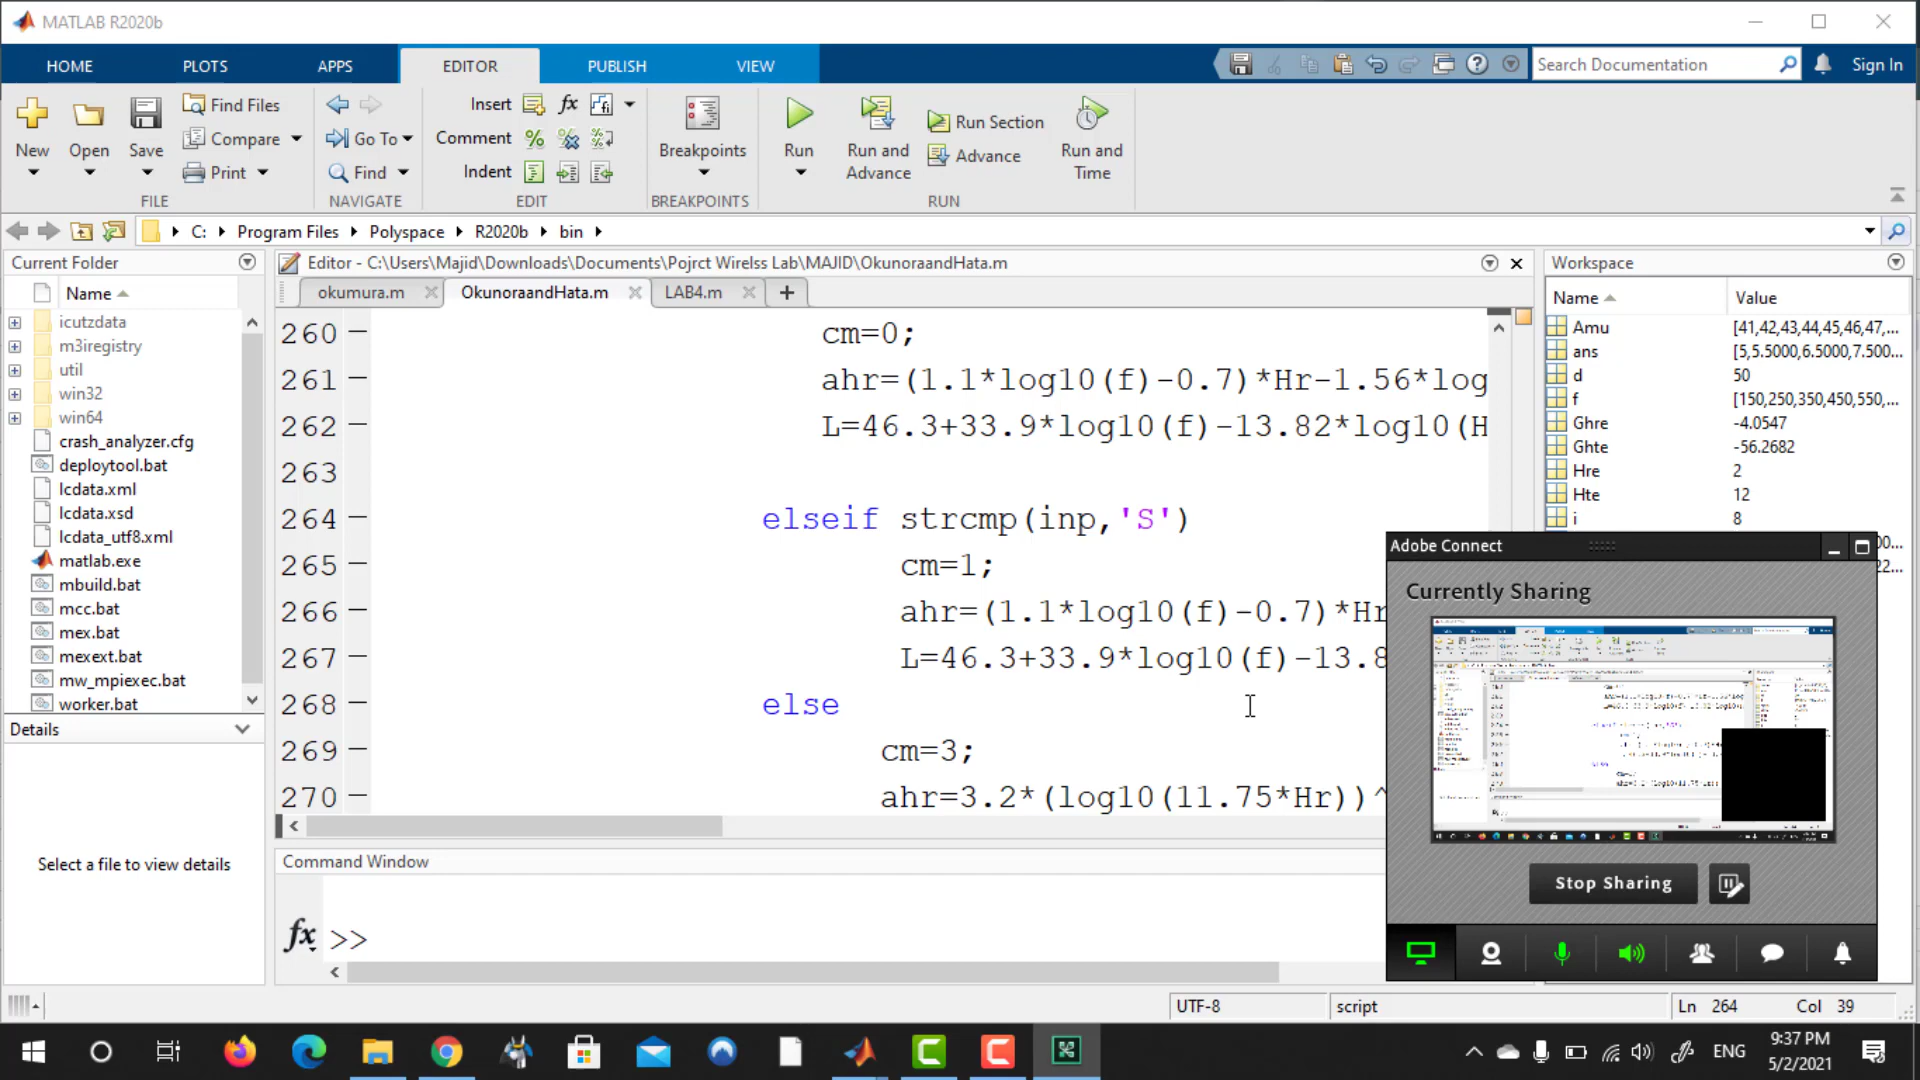 MATLAB R2020b
HOME PLOTS APPS EDITOR PUBLISH VIEW
Search Documentation
Sign In
New Open Save
Find Files
Compare
Print
FILE
Go To
Find
NAVIGATE
Insert
Comment
Indent
EDIT
Breakpoints
BREAKPOINTS
Run
Run and Advance
Run Section
Advance
Run and Time
RUN
C: Program Files Polyspace R2020b bin
Current Folder
Name
icutzdata
m3iregistry
util
win32
win64
crash_analyzer.cfg
deploytool.bat
lcdata.xml
lcdata.xsd
lcdata_utf8.xml
matlab.exe
mbuild.bat
mcc.bat
mex.bat
mexext.bat
mw_mpiexec.bat
worker.bat
Details
Select a file to view details
Editor - C:\Users\Majid\Downloads\Documents\Pojrct Wirelss Lab\MAJID\OkunoraandHata.m
okumura.m OkunoraandHata.m LAB4.m
260 cm=0;
261 ahr=(1.1*log10(f)-0.7)*Hr-1.56*log
262 L=46.3+33.9*log10(f)-13.82*log10(H
263
264 elseif strcmp(inp,'S')
265 cm=1;
266 ahr=(1.1*log10(f)-0.7)*Hr
267 L=46.3+33.9*log10(f)-13.8
268 else
269 cm=3;
270 ahr=3.2*(log10(11.75*Hr))^
Command Window
fx >>
Workspace
Name Value
Amu [41,42,43,44,45,46,47,...
ans [5,5.5000,6.5000,7.500...
d 50
f [150,250,350,450,550,...
Ghre -4.0547
Ghte -56.2682
Hre 2
Hte 12
i 8
Adobe Connect
Currently Sharing
Stop Sharing
UTF-8 script Ln 264 Col 39
ENG
9:37 PM
5/2/2021